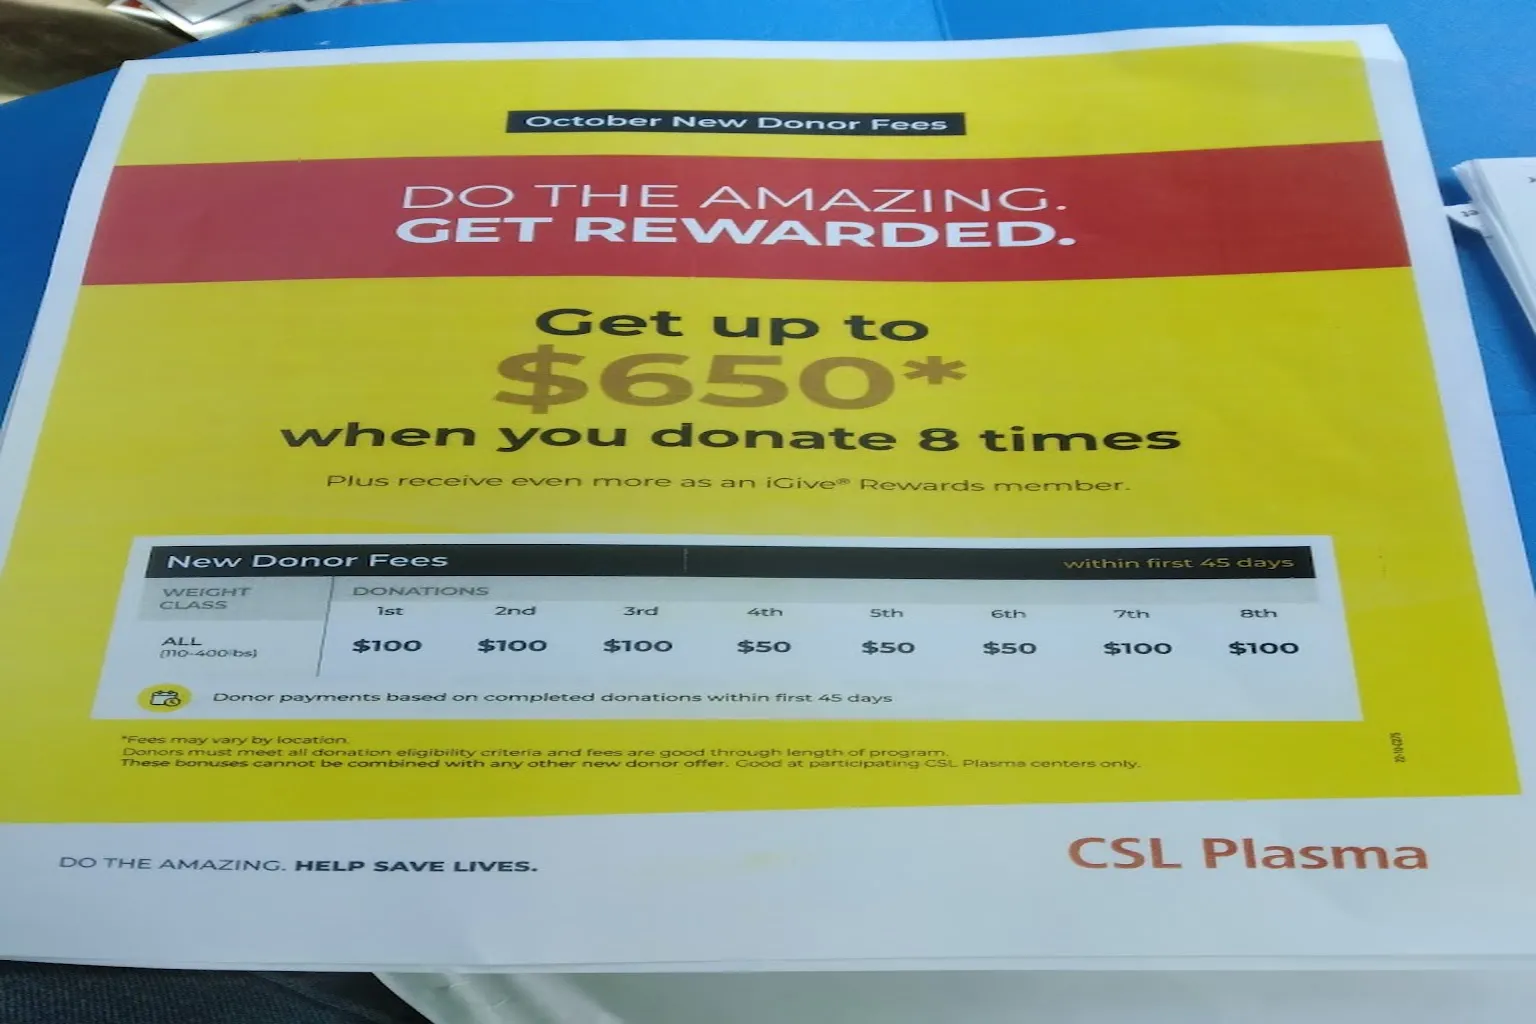 October New Donor Fees
DO THE AMAZING.
GET REWARDED.
Get up to
$650*
when you donate 8 times
Plus receive even more as an iGive® Rewards member.
New Donor Fees within first 45 days
WEIGHT CLASS DONATIONS
1st 2nd 3rd 4th 5th 6th 7th 8th
ALL $100 $100 $100 $50 $50 $50 $100 $100
(110-400 lbs)
Donor payments based on completed donations within first 45 days
*Fees may vary by location.
Donors must meet all donation eligibility criteria and fees are good through length of program.
These bonuses cannot be combined with any other new donor offer. Good at participating CSL Plasma centers only.
DO THE AMAZING. HELP SAVE LIVES.
CSL Plasma